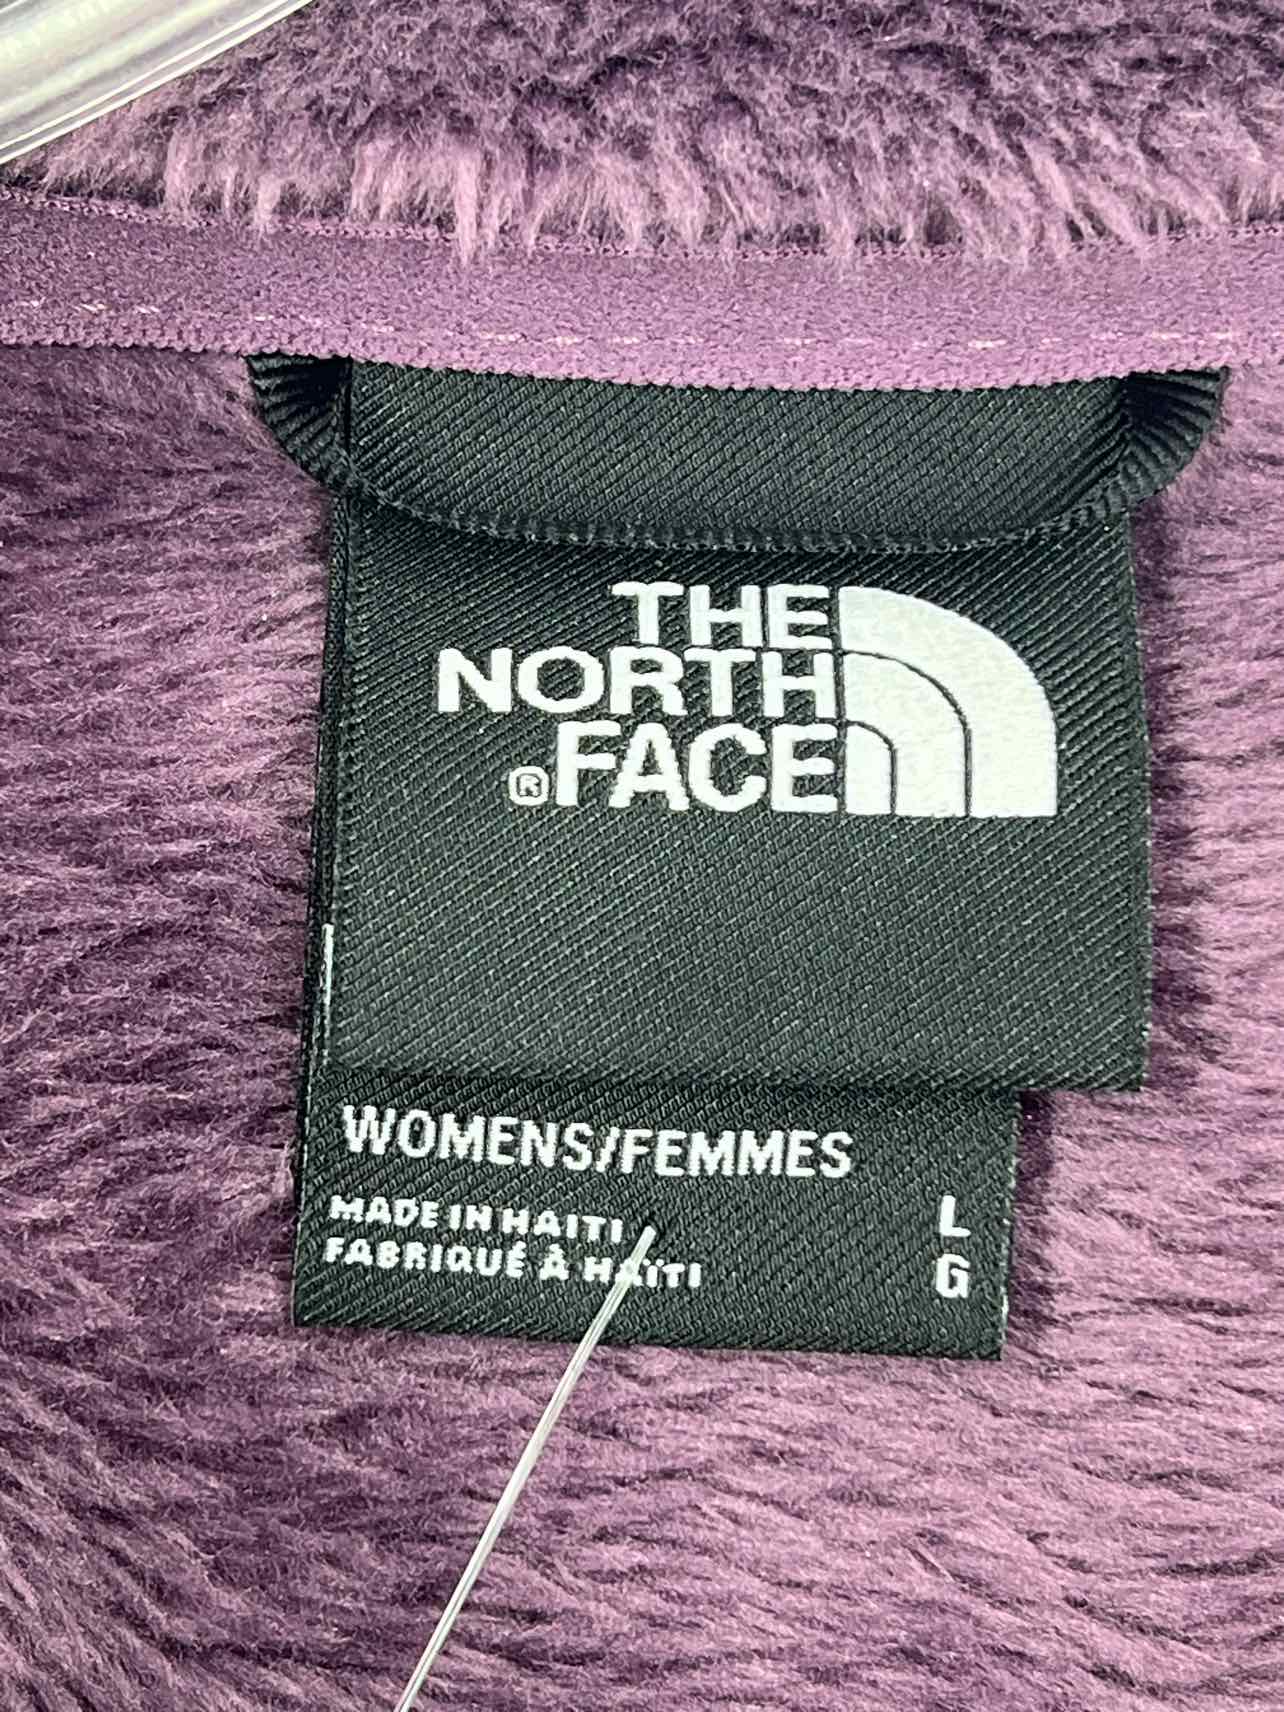 THE
NORTH
®FACE
WOMENS/FEMMES
MADE IN HAITI
FABRIQUÉ À HAÏTI
L
G